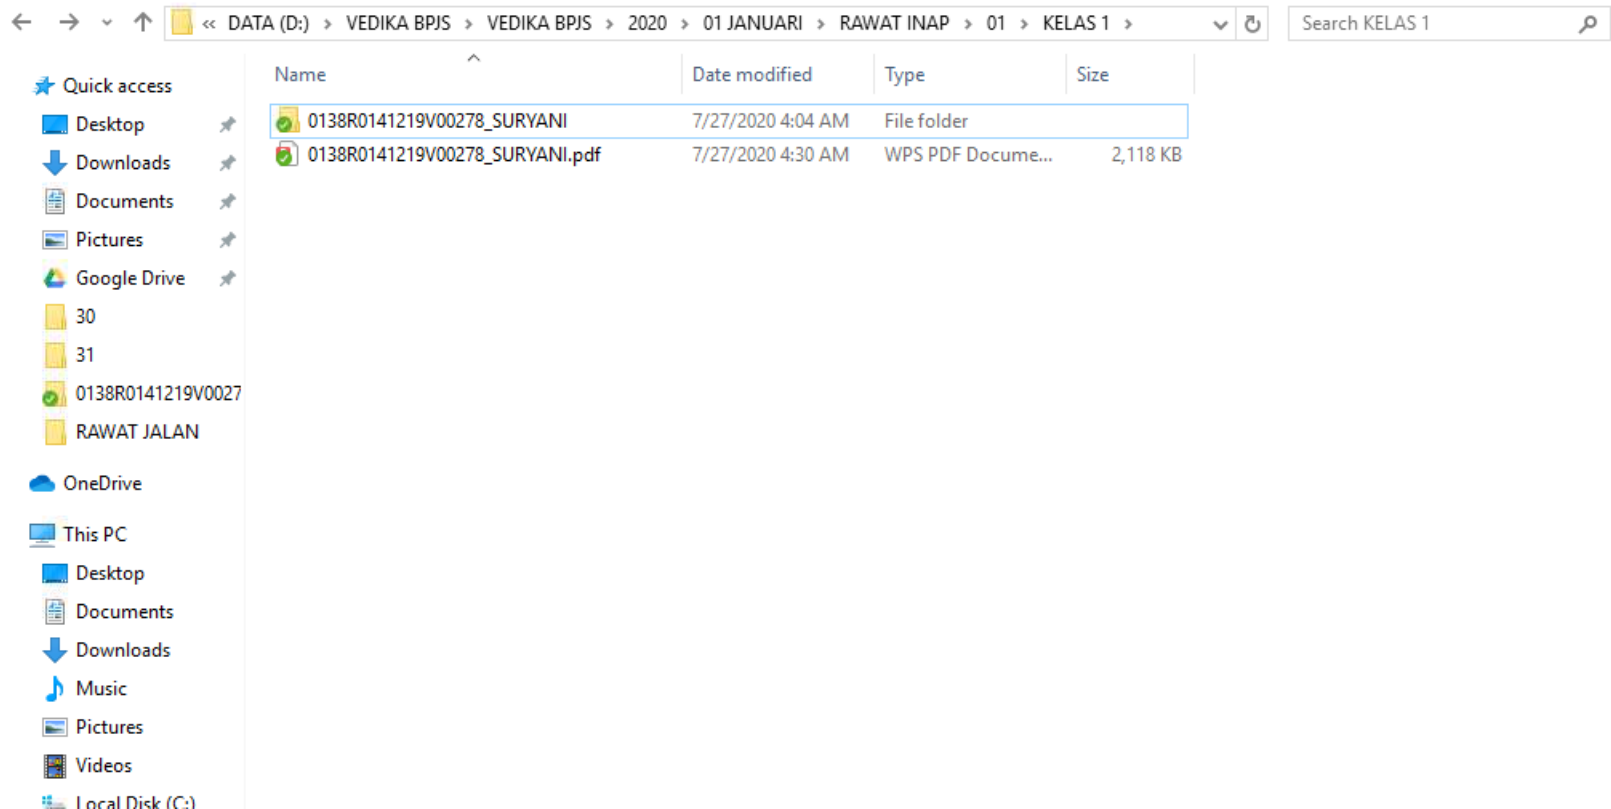 « DATA (D:) › VEDIKA BPJS › VEDIKA BPJS › 2020 › 01 JANUARI › RAWAT INAP › 01 › KELAS 1 ›
Search KELAS 1
Quick access
Desktop
Downloads
Documents
Pictures
Google Drive
30
31
0138R0141219V0027
RAWAT JALAN
OneDrive
This PC
Desktop
Documents
Downloads
Music
Pictures
Videos
Local Disk (C:)
Name Date modified Type Size
0138R0141219V00278_SURYANI 7/27/2020 4:04 AM File folder
0138R0141219V00278_SURYANI.pdf 7/27/2020 4:30 AM WPS PDF Docume... 2,118 KB